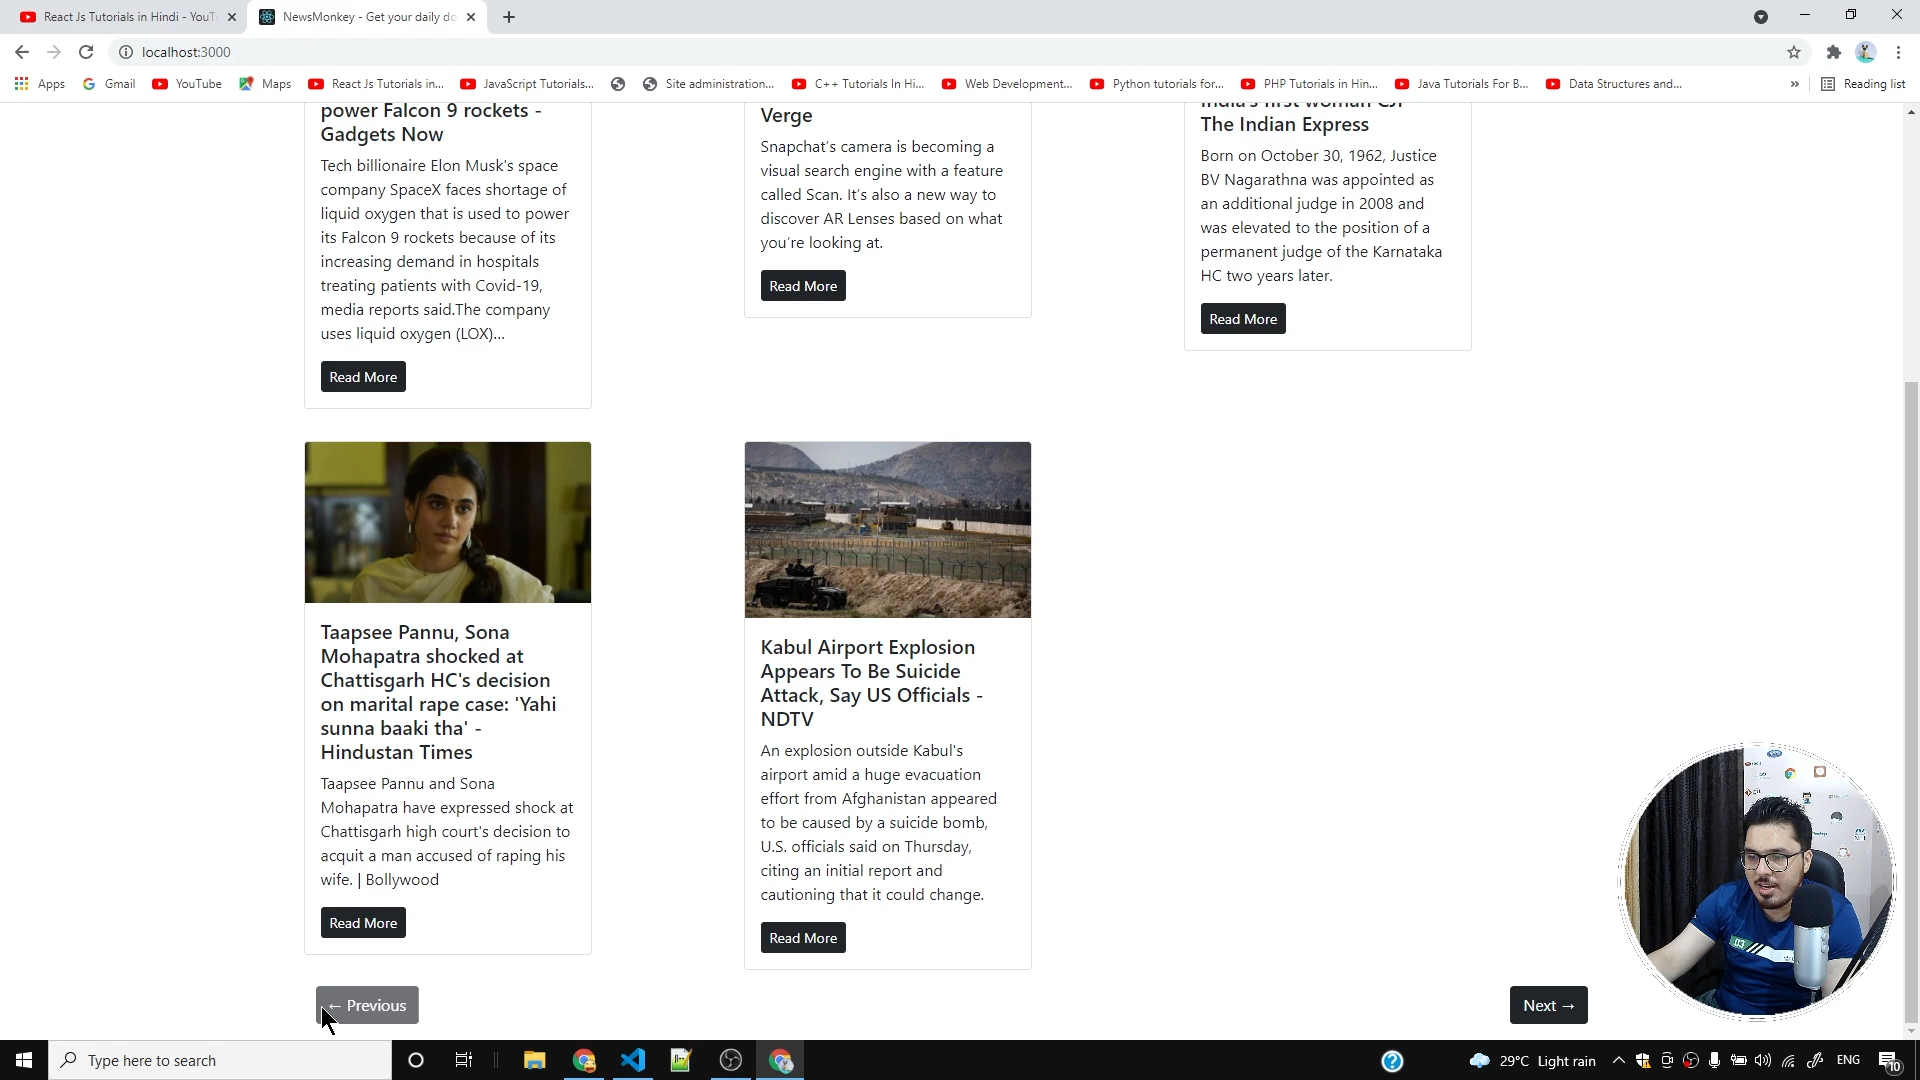 React Js Tutorials in Hindi - YouT
NewsMonkey - Get your daily do
localhost:3000
Apps
Gmail
YouTube
Maps
React Js Tutorials in...
JavaScript Tutorials...
Site administration...
C++ Tutorials In Hi...
Web Development...
Python tutorials for...
PHP Tutorials in Hin...
Java Tutorials For B...
Data Structures and...
»
Reading list
power Falcon 9 rockets -
Gadgets Now
Tech billionaire Elon Musk's space
company SpaceX faces shortage of
liquid oxygen that is used to power
its Falcon 9 rockets because of its
increasing demand in hospitals
treating patients with Covid-19,
media reports said.The company
uses liquid oxygen (LOX)...
Read More
Verge
Snapchat's camera is becoming a
visual search engine with a feature
called Scan. It's also a new way to
discover AR Lenses based on what
you're looking at.
Read More
India's first woman CJI -
The Indian Express
Born on October 30, 1962, Justice
BV Nagarathna was appointed as
an additional judge in 2008 and
was elevated to the position of a
permanent judge of the Karnataka
HC two years later.
Read More
Taapsee Pannu, Sona
Mohapatra shocked at
Chattisgarh HC's decision
on marital rape case: 'Yahi
sunna baaki tha' -
Hindustan Times
Taapsee Pannu and Sona
Mohapatra have expressed shock at
Chattisgarh high court's decision to
acquit a man accused of raping his
wife. | Bollywood
Read More
Kabul Airport Explosion
Appears To Be Suicide
Attack, Say US Officials -
NDTV
An explosion outside Kabul's
airport amid a huge evacuation
effort from Afghanistan appeared
to be caused by a suicide bomb,
U.S. officials said on Thursday,
citing an initial report and
cautioning that it could change.
Read More
← Previous
Next →
Type here to search
29°C Light rain
ENG
10